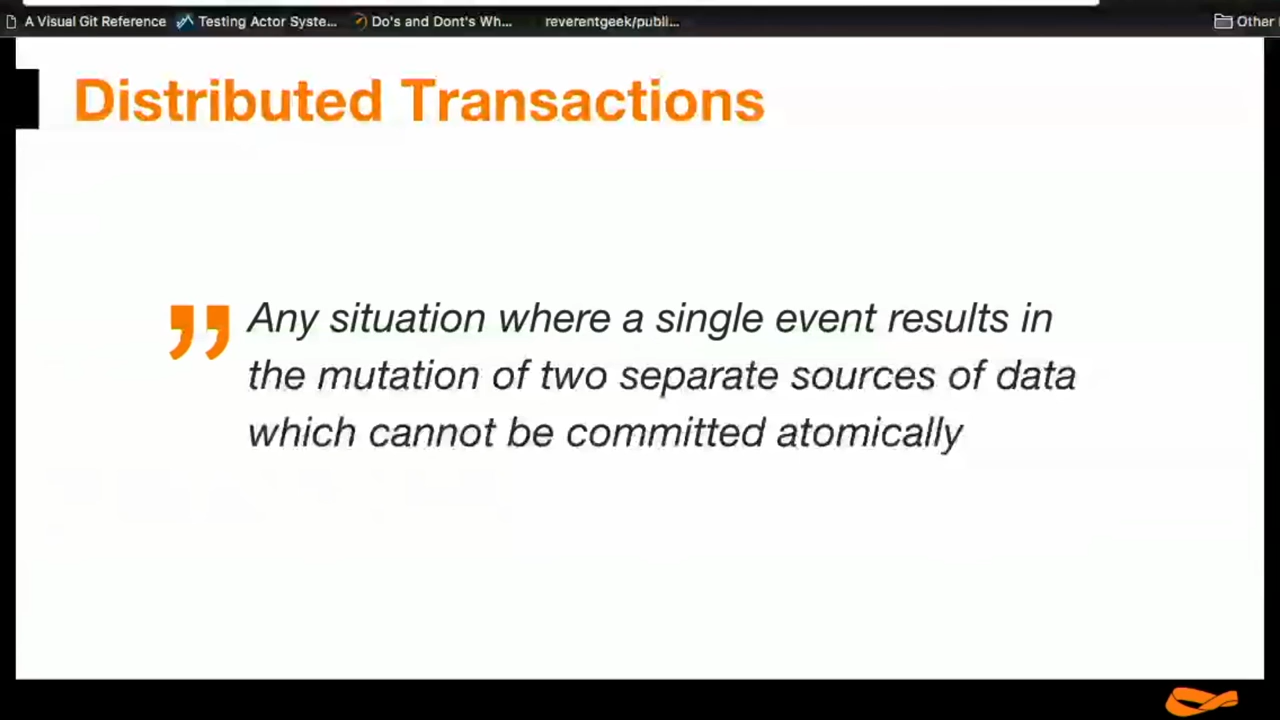 A Visual Git Reference Testing Actor Syste... Do's and Dont's Wh... reverentgeek/publi... Other
Distributed Transactions
” Any situation where a single event results in
the mutation of two separate sources of data
which cannot be committed atomically